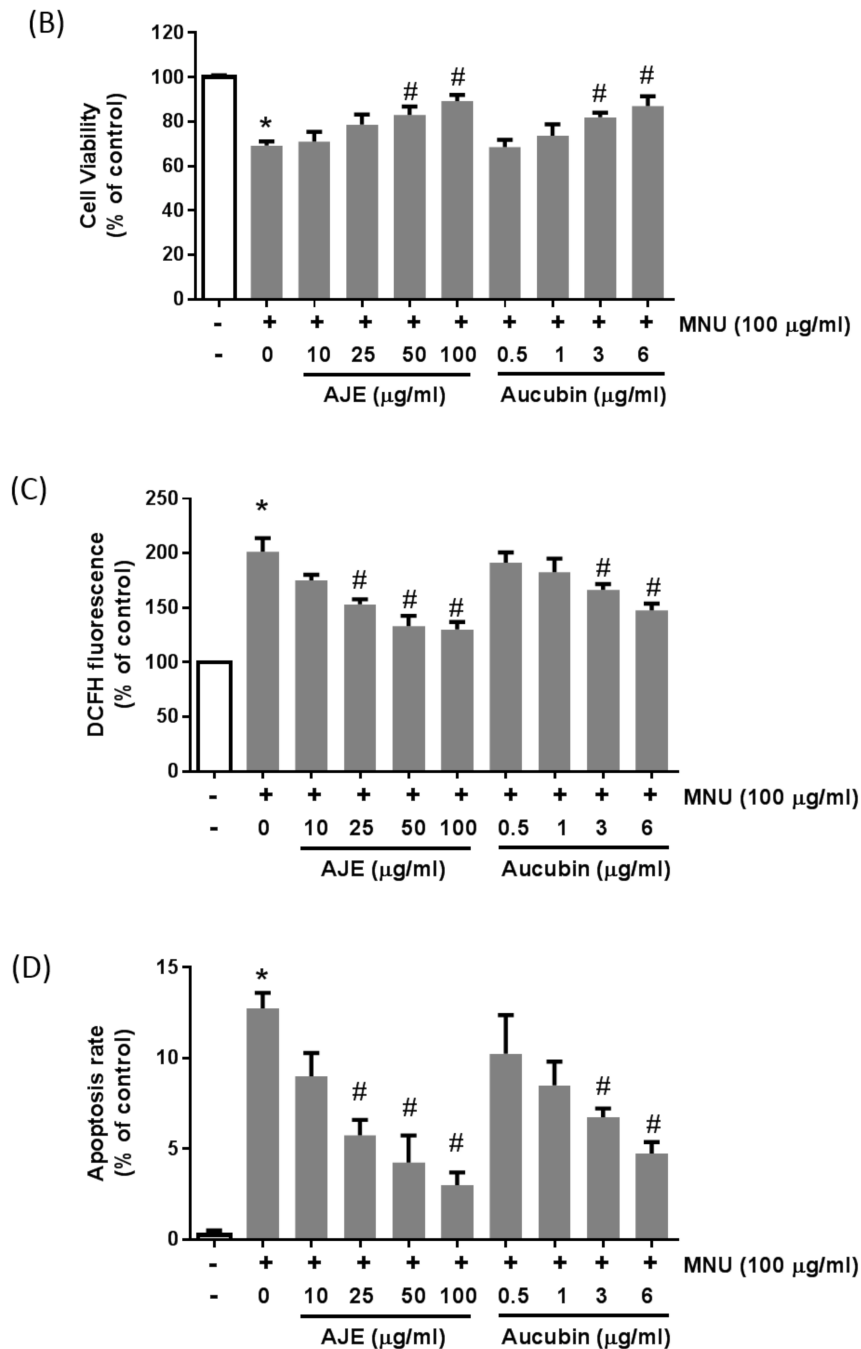 (B)
Cell Viability
(% of control)
120
100
80
60
40
20
0
*
#
#
#
#
- + + + + + + + + + MNU (100 μg/ml)
- 0 10 25 50 100 0.5 1 3 6
AJE (μg/ml) Aucubin (μg/ml)
(C)
DCFH fluorescence
(% of control)
250
200
150
100
50
0
*
#
#
#
#
#
- + + + + + + + + + MNU (100 μg/ml)
- 0 10 25 50 100 0.5 1 3 6
AJE (μg/ml) Aucubin (μg/ml)
(D)
Apoptosis rate
(% of control)
15
10
5
0
*
#
#
#
#
#
- + + + + + + + + + MNU (100 μg/ml)
- 0 10 25 50 100 0.5 1 3 6
AJE (μg/ml) Aucubin (μg/ml)